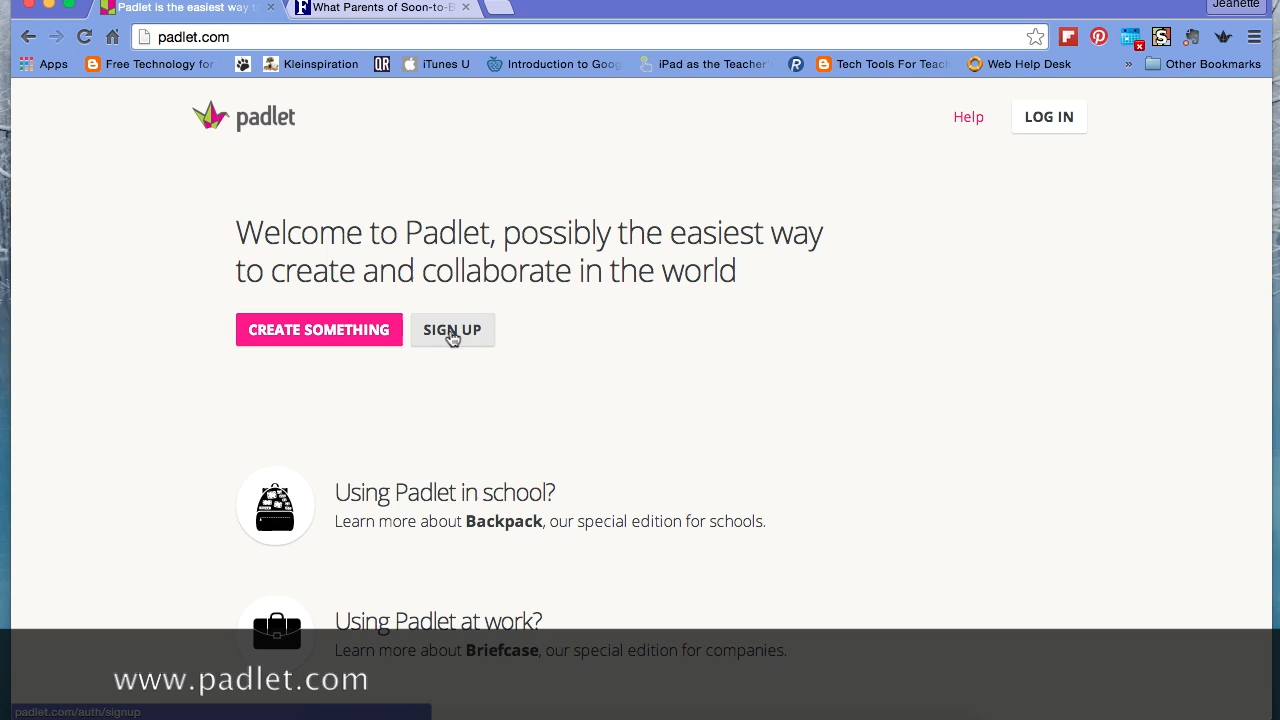 Jeanette
Padlet is the easiest way t
What Parents of Soon-to-B
padlet.com
Apps
Free Technology for
Kleinspiration
QR
iTunes U
Introduction to Goog
iPad as the Teacher'
R
Tech Tools For Teach
Web Help Desk
»
Other Bookmarks
padlet
Help
LOG IN
Welcome to Padlet, possibly the easiest way
to create and collaborate in the world
CREATE SOMETHING
SIGN UP
Using Padlet in school?
Learn more about Backpack, our special edition for schools.
Using Padlet at work?
Learn more about Briefcase, our special edition for companies.
www.padlet.com
padlet.com/auth/signup